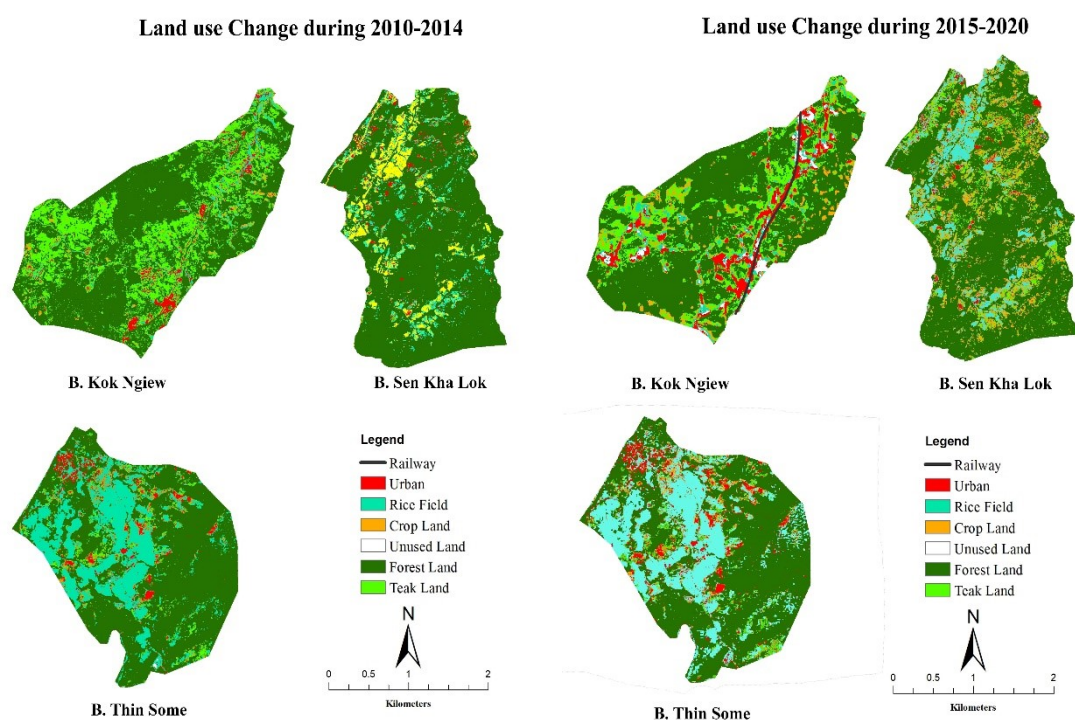 Land use Change during 2010-2014
B. Kok Ngiew
B. Sen Kha Lok
B. Thin Some
Legend
Railway
Urban
Rice Field
Crop Land
Unused Land
Forest Land
Teak Land
N
0 0.5 1 2
Kilometers
Land use Change during 2015-2020
B. Kok Ngiew
B. Sen Kha Lok
B. Thin Some
Legend
Railway
Urban
Rice Field
Crop Land
Unused Land
Forest Land
Teak Land
N
0 0.5 1 2
Kilometers